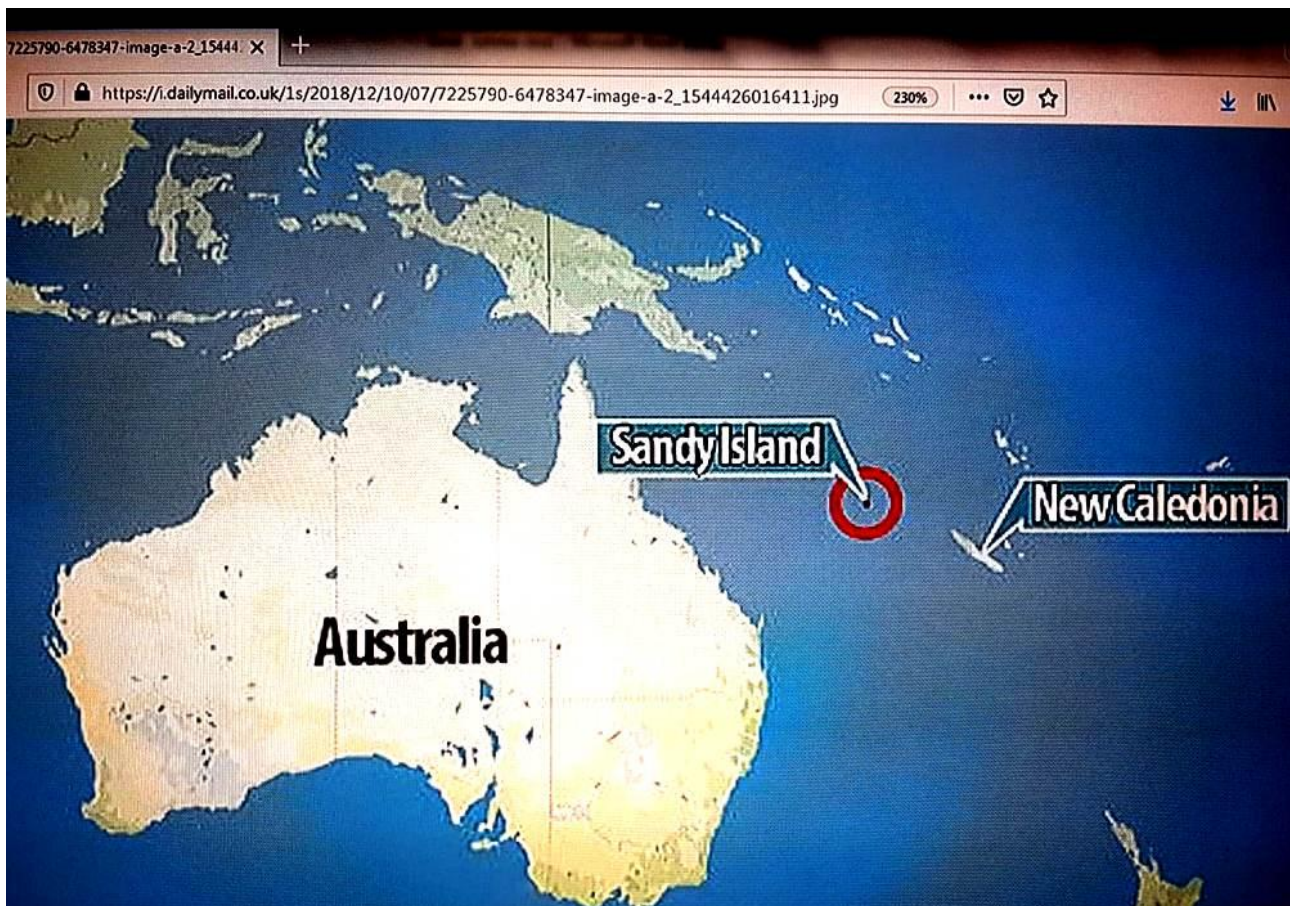 7225790-6478347-image-a-2_15444.
https://i.dailymail.co.uk/1s/2018/12/10/07/7225790-6478347-image-a-2_1544426016411.jpg 230%
Sandy Island
New Caledonia
Australia